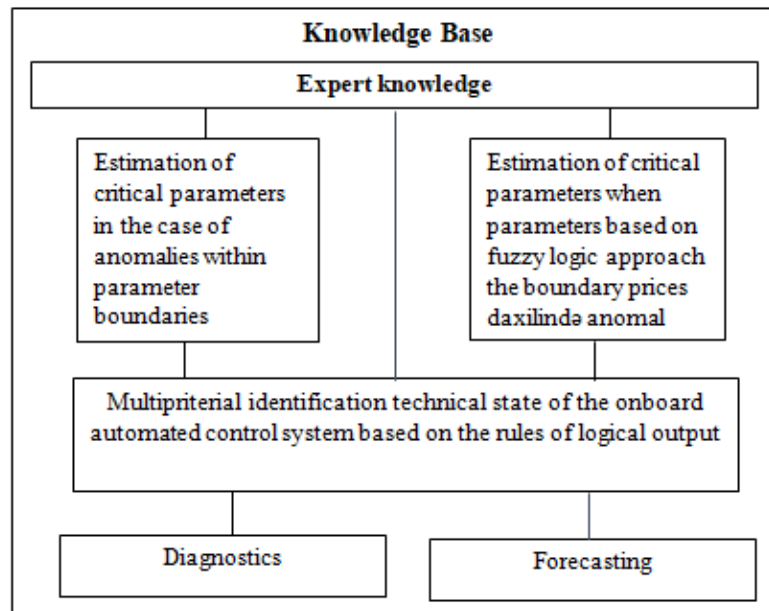 Knowledge Base
Expert knowledge
Estimation of
critical parameters
in the case of
anomalies within
parameter
boundaries
Estimation of critical
parameters when
parameters based on
fuzzy logic approach
the boundary prices
daxilində anomal
Multipriterial identification technical state of the onboard
automated control system based on the rules of logical output
Diagnostics
Forecasting